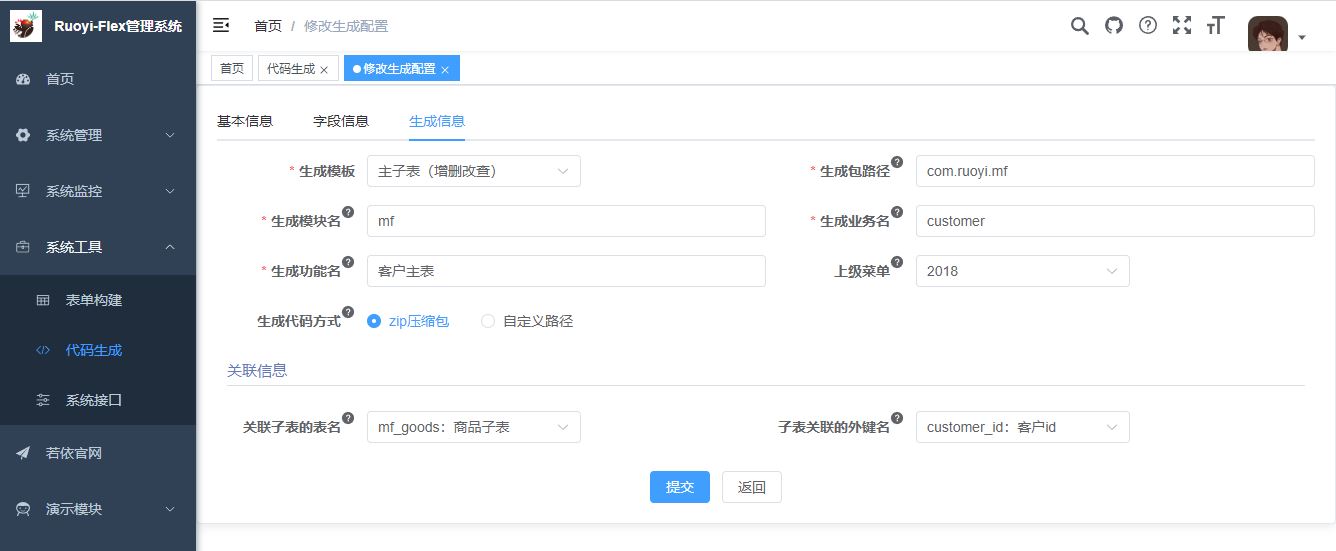 Ruoyi-Flex管理系统
首页
系统管理
系统监控
系统工具
表单构建
代码生成
系统接口
若依官网
演示模块
首页 / 修改生成配置
首页 代码生成 × 修改生成配置 ×
基本信息 字段信息 生成信息
* 生成模板 主子表（增删改查） * 生成包路径 com.ruoyi.mf
* 生成模块名 mf * 生成业务名 customer
* 生成功能名 客户主表 上级菜单 2018
生成代码方式 zip压缩包 自定义路径
关联信息
关联子表的表名 mf_goods：商品子表 子表关联的外键名 customer_id：客户id
提交 返回